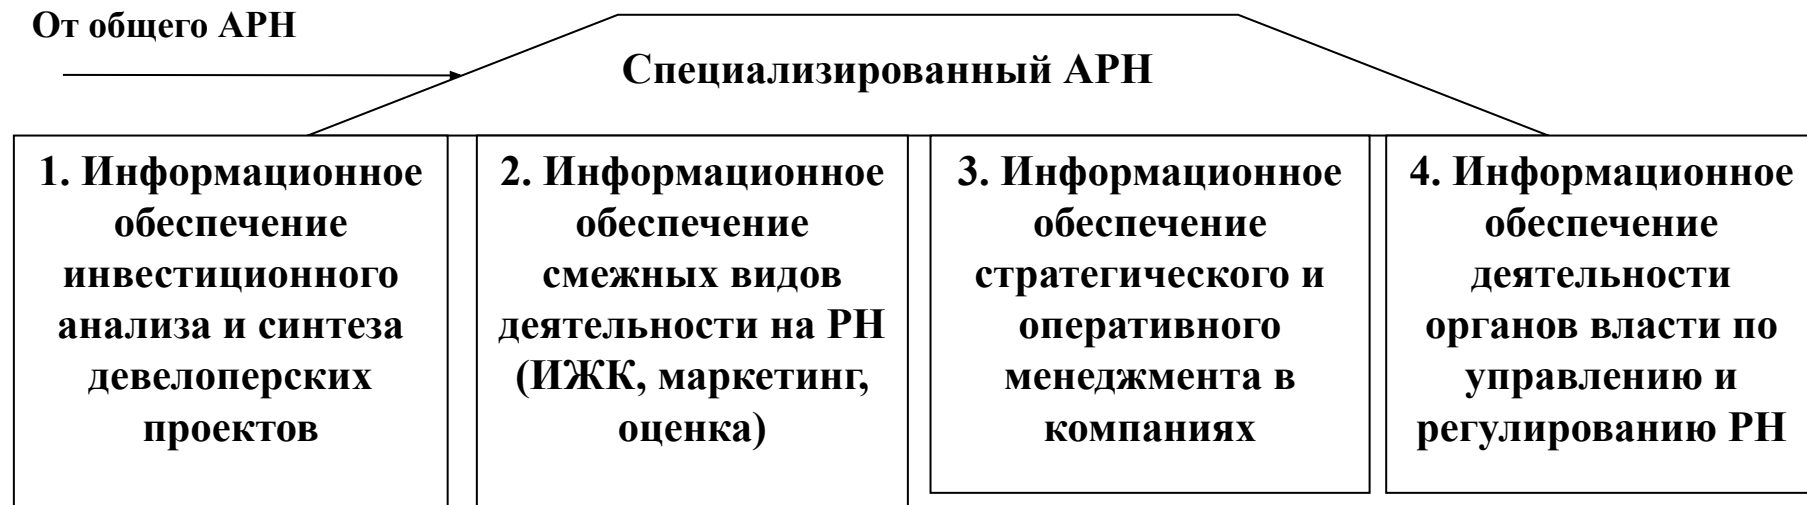 От общего АРН
Специализированный АРН
1. Информационное
обеспечение
инвестиционного
анализа и синтеза
девелоперских
проектов
2. Информационное
обеспечение
смежных видов
деятельности на РН
(ИЖК, маркетинг,
оценка)
3. Информационное
обеспечение
стратегического и
оперативного
менеджмента в
компаниях
4. Информационное
обеспечение
деятельности
органов власти по
управлению и
регулированию РН